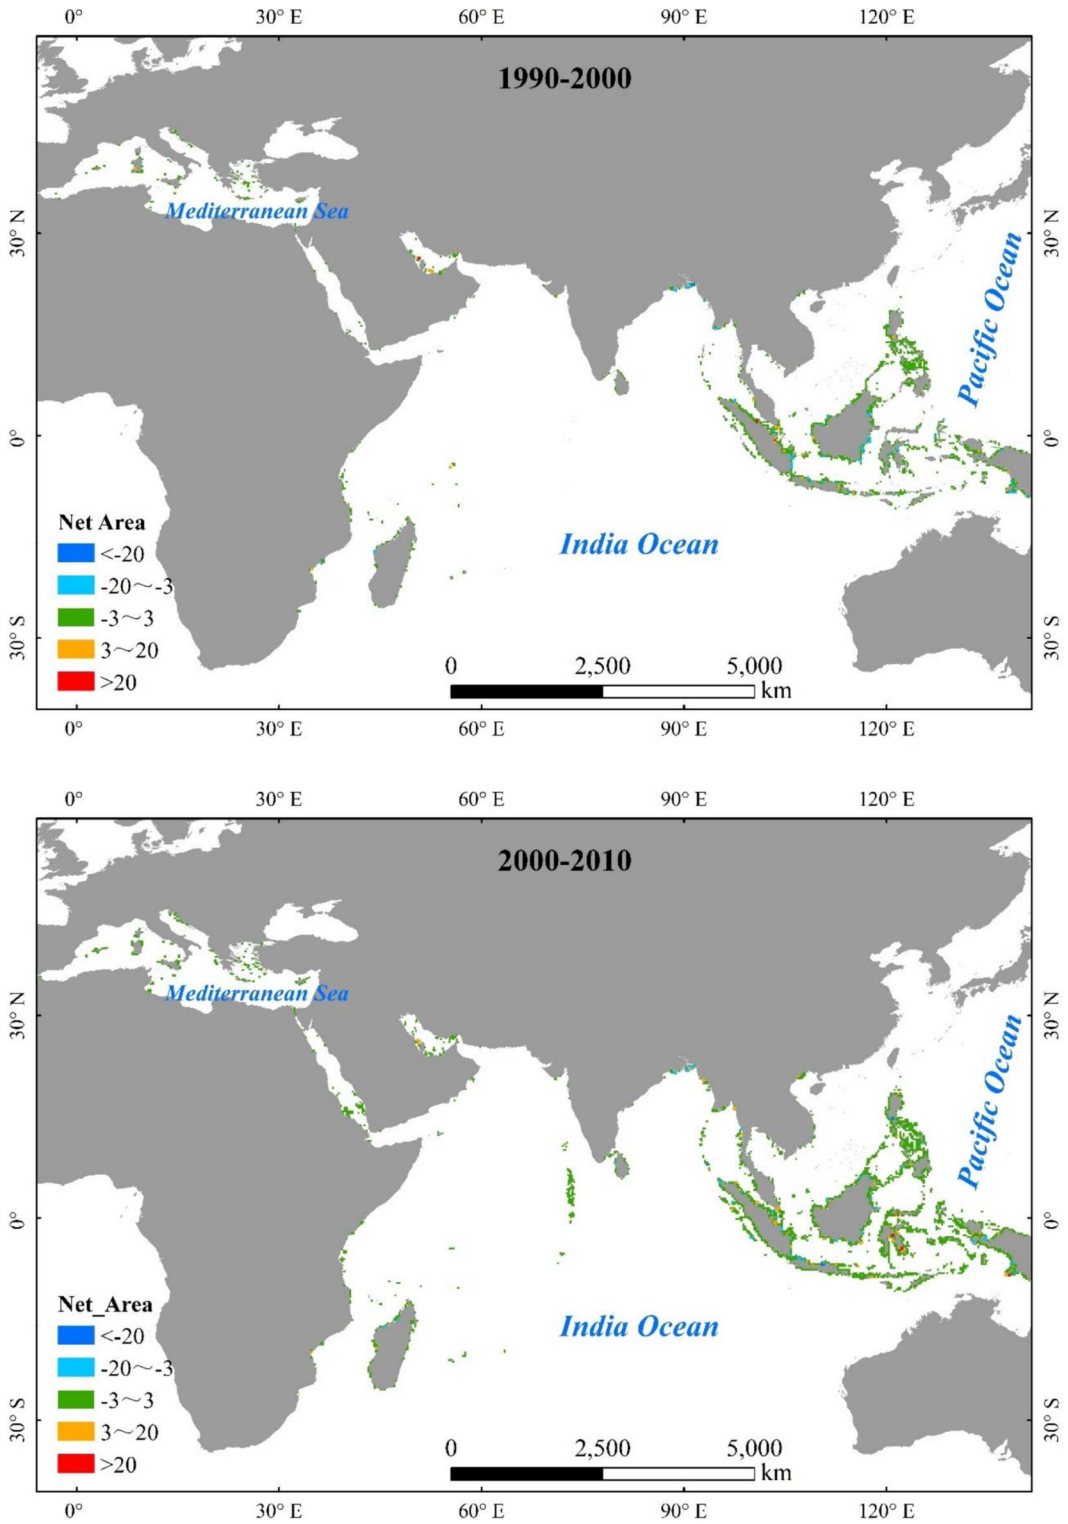 0° 30° E 60° E 90° E 120° E
1990-2000
Mediterranean Sea
30° N 30° N
Pacific Ocean
0° 0°
India Ocean
Net Area
<-20
-20～-3
-3～3
3～20
>20
30° S 30° S
0 2,500 5,000
km
0° 30° E 60° E 90° E 120° E
0° 30° E 60° E 90° E 120° E
2000-2010
Mediterranean Sea
30° N 30° N
Pacific Ocean
0° 0°
India Ocean
Net_Area
<-20
-20～-3
-3～3
3～20
>20
30° S 30° S
0 2,500 5,000
km
0° 30° E 60° E 90° E 120° E